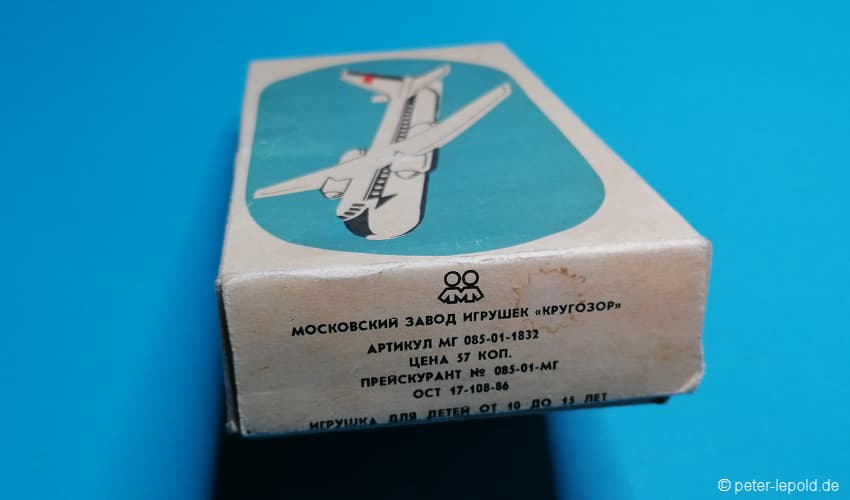 МОСКОВСКИЙ ЗАВОД ИГРУШЕК «КРУГОЗОР»
АРТИКУЛ МГ 085-01-1832
ЦЕНА 57 КОП.
ПРЕЙСКУРАНТ № 085-01-МГ
ОСТ 17-108-86
ИГРУШКА ДЛЯ ДЕТЕЙ ОТ 10 ДО 15 ЛЕТ
© peter-lepold.de